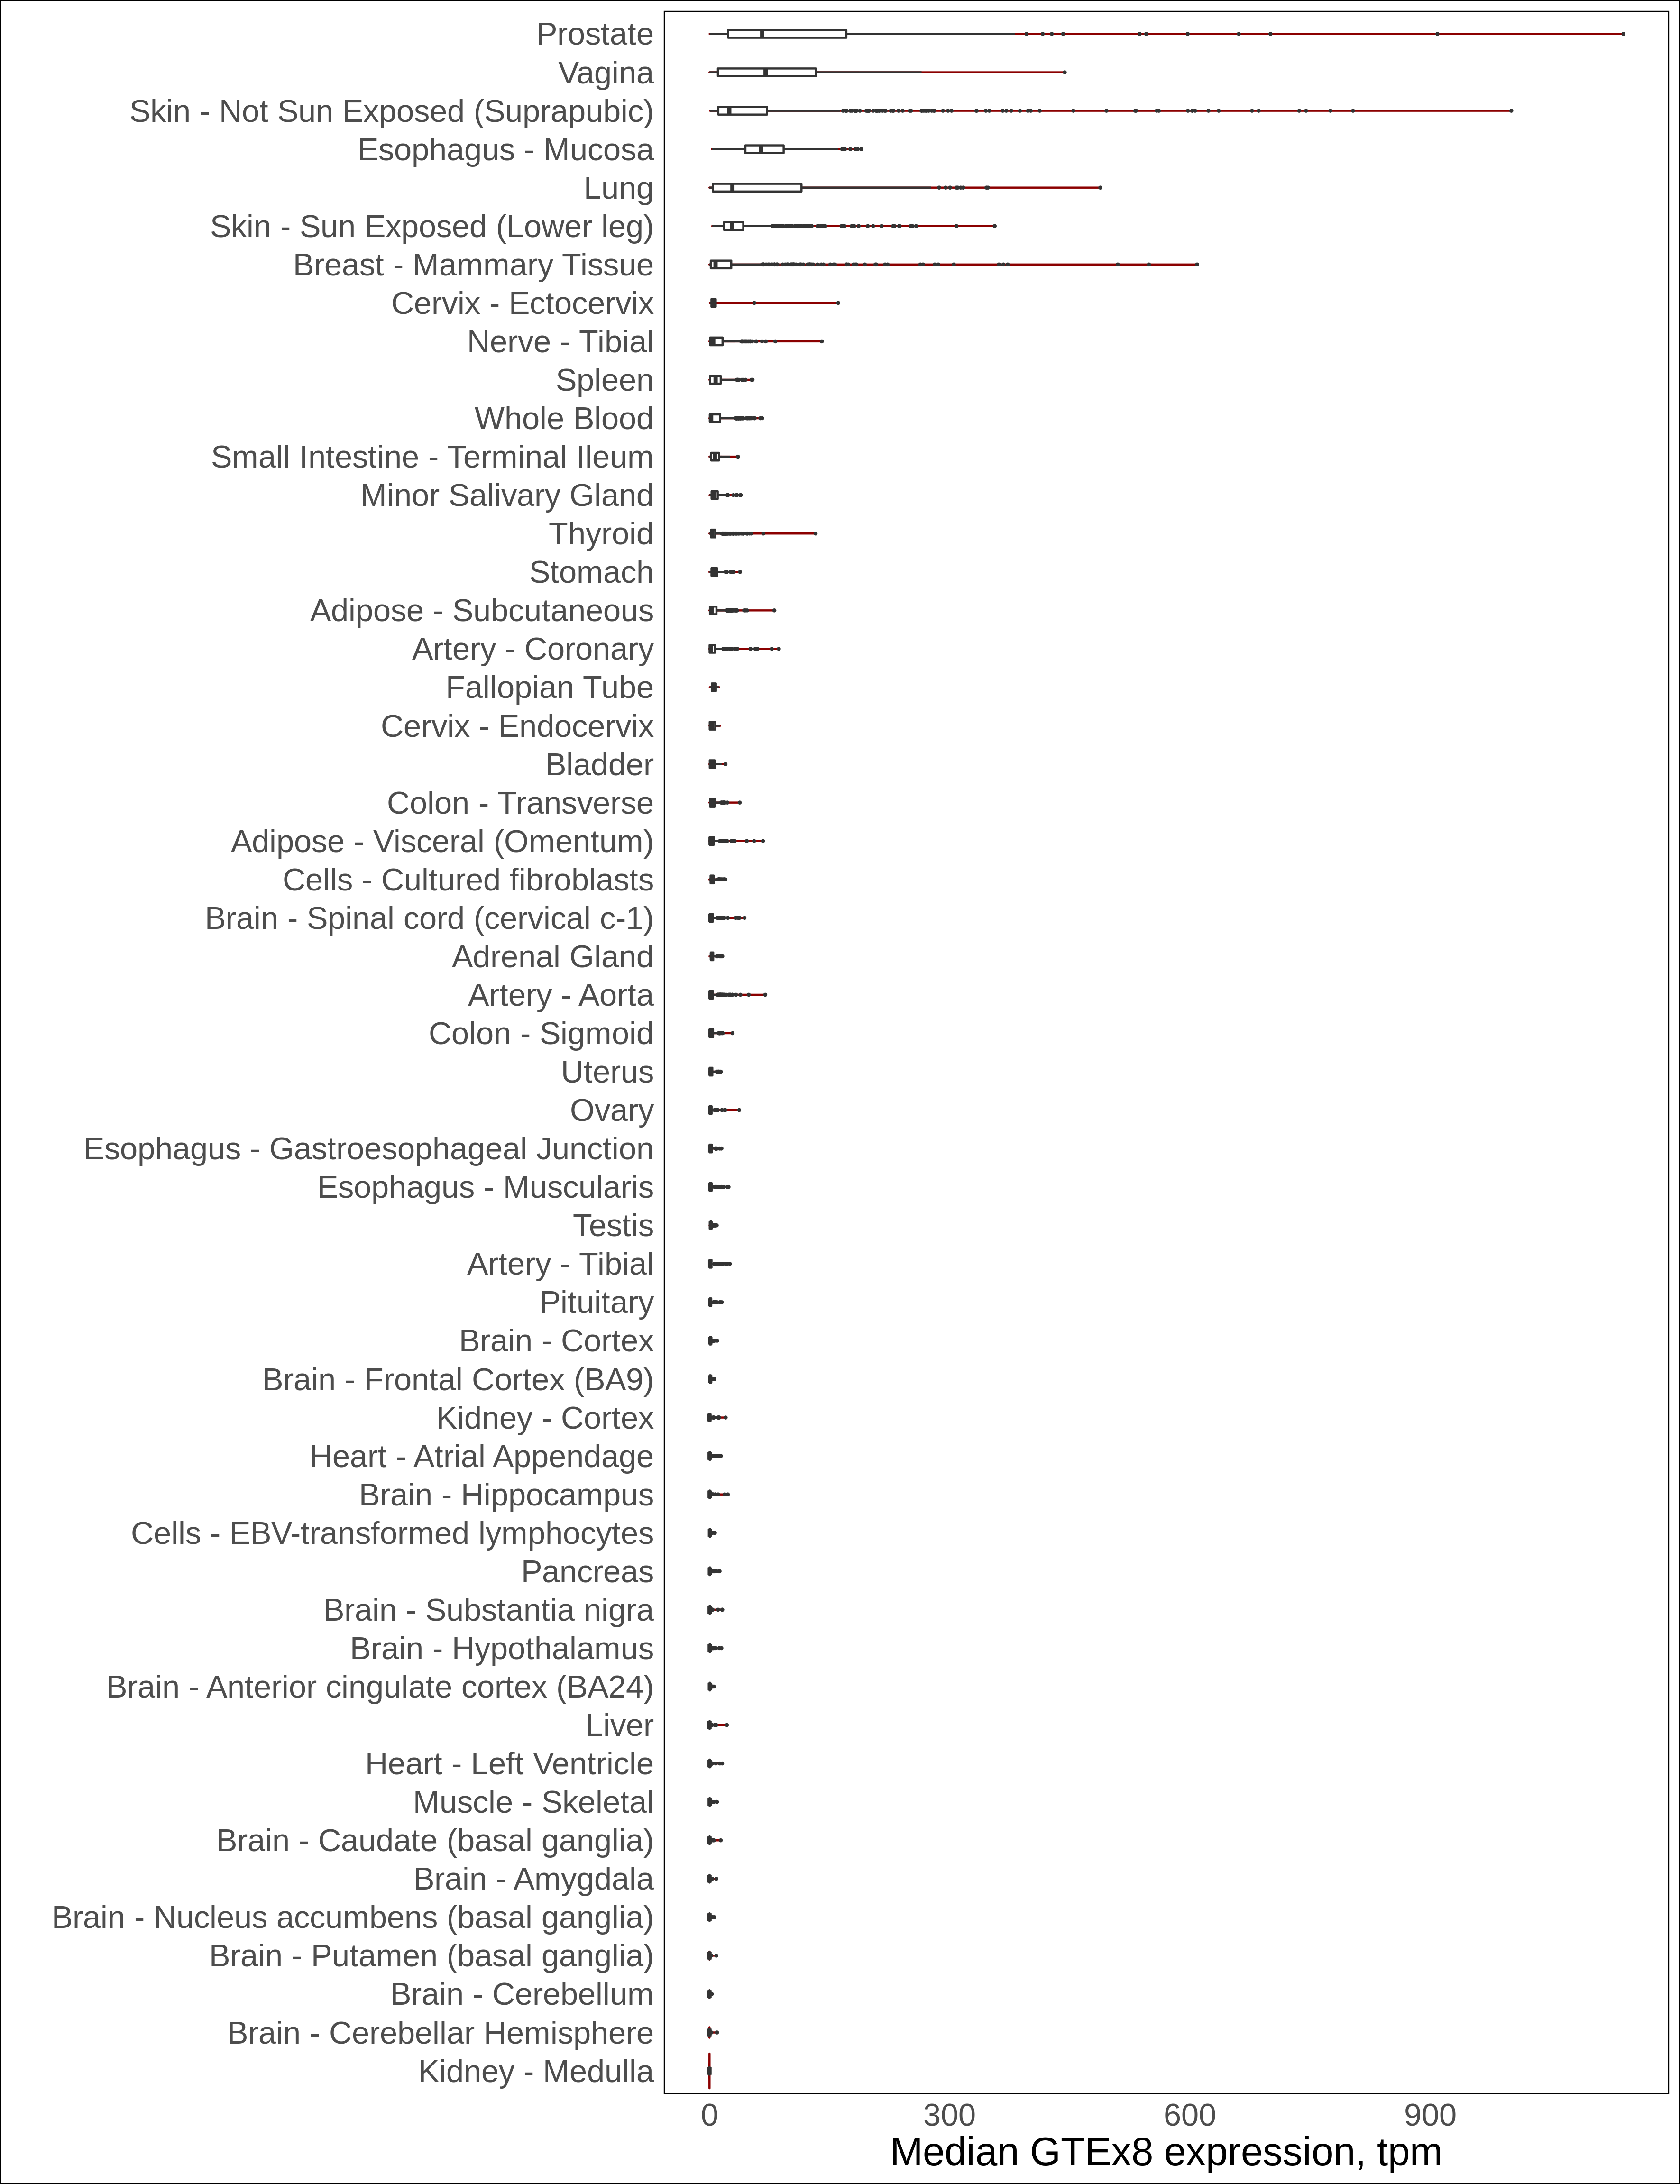 Prostate
Vagina
Skin - Not Sun Exposed (Suprapubic)
Esophagus - Mucosa
Lung
Skin - Sun Exposed (Lower leg)
Breast - Mammary Tissue
Cervix - Ectocervix
Nerve - Tibial
Spleen
Whole Blood
Small Intestine - Terminal Ileum
Minor Salivary Gland
Thyroid
Stomach
Adipose - Subcutaneous
Artery - Coronary
Fallopian Tube
Cervix - Endocervix
Bladder
Colon - Transverse
Adipose - Visceral (Omentum)
Cells - Cultured fibroblasts
Brain - Spinal cord (cervical c-1)
Adrenal Gland
Artery - Aorta
Colon - Sigmoid
Uterus
Ovary
Esophagus - Gastroesophageal Junction
Esophagus - Muscularis
Testis
Artery - Tibial
Pituitary
Brain - Cortex
Brain - Frontal Cortex (BA9)
Kidney - Cortex
Heart - Atrial Appendage
Brain - Hippocampus
Cells - EBV-transformed lymphocytes
Pancreas
Brain - Substantia nigra
Brain - Hypothalamus
Brain - Anterior cingulate cortex (BA24)
Liver
Heart - Left Ventricle
Muscle - Skeletal
Brain - Caudate (basal ganglia)
Brain - Amygdala
Brain - Nucleus accumbens (basal ganglia)
Brain - Putamen (basal ganglia)
Brain - Cerebellum
Brain - Cerebellar Hemisphere
Kidney - Medulla
0 300 600 900
Median GTEx8 expression, tpm